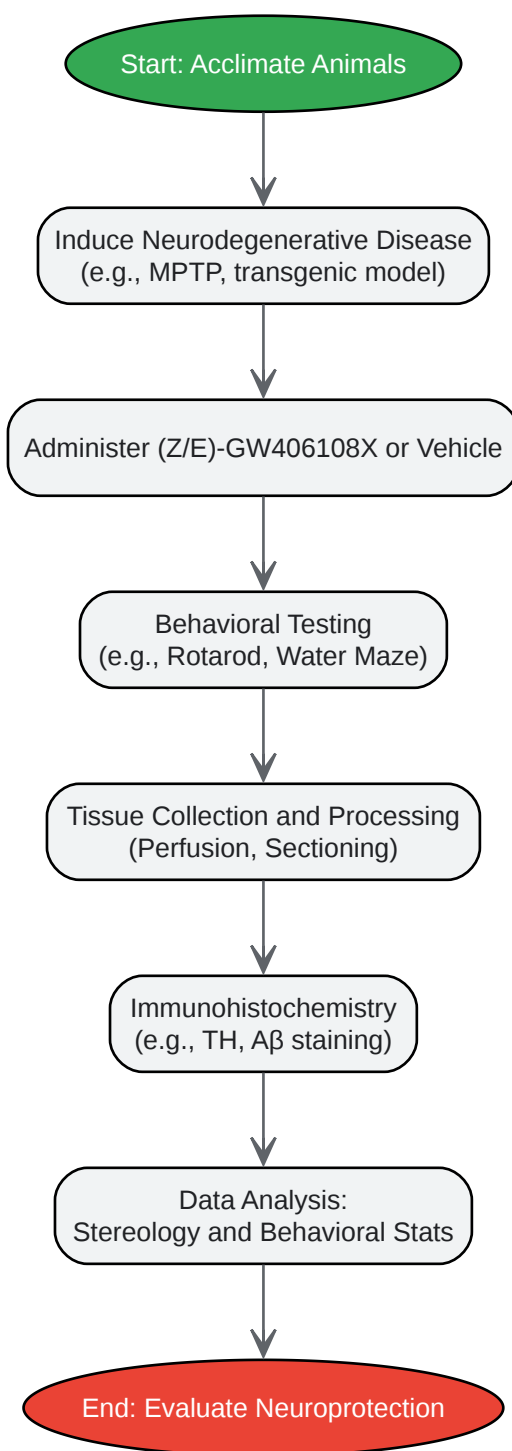 Start: Acclimate Animals
Induce Neurodegenerative Disease
(e.g., MPTP, transgenic model)
Administer (Z/E)-GW406108X or Vehicle
Behavioral Testing
(e.g., Rotarod, Water Maze)
Tissue Collection and Processing
(Perfusion, Sectioning)
Immunohistochemistry
(e.g., TH, Aβ staining)
Data Analysis:
Stereology and Behavioral Stats
End: Evaluate Neuroprotection